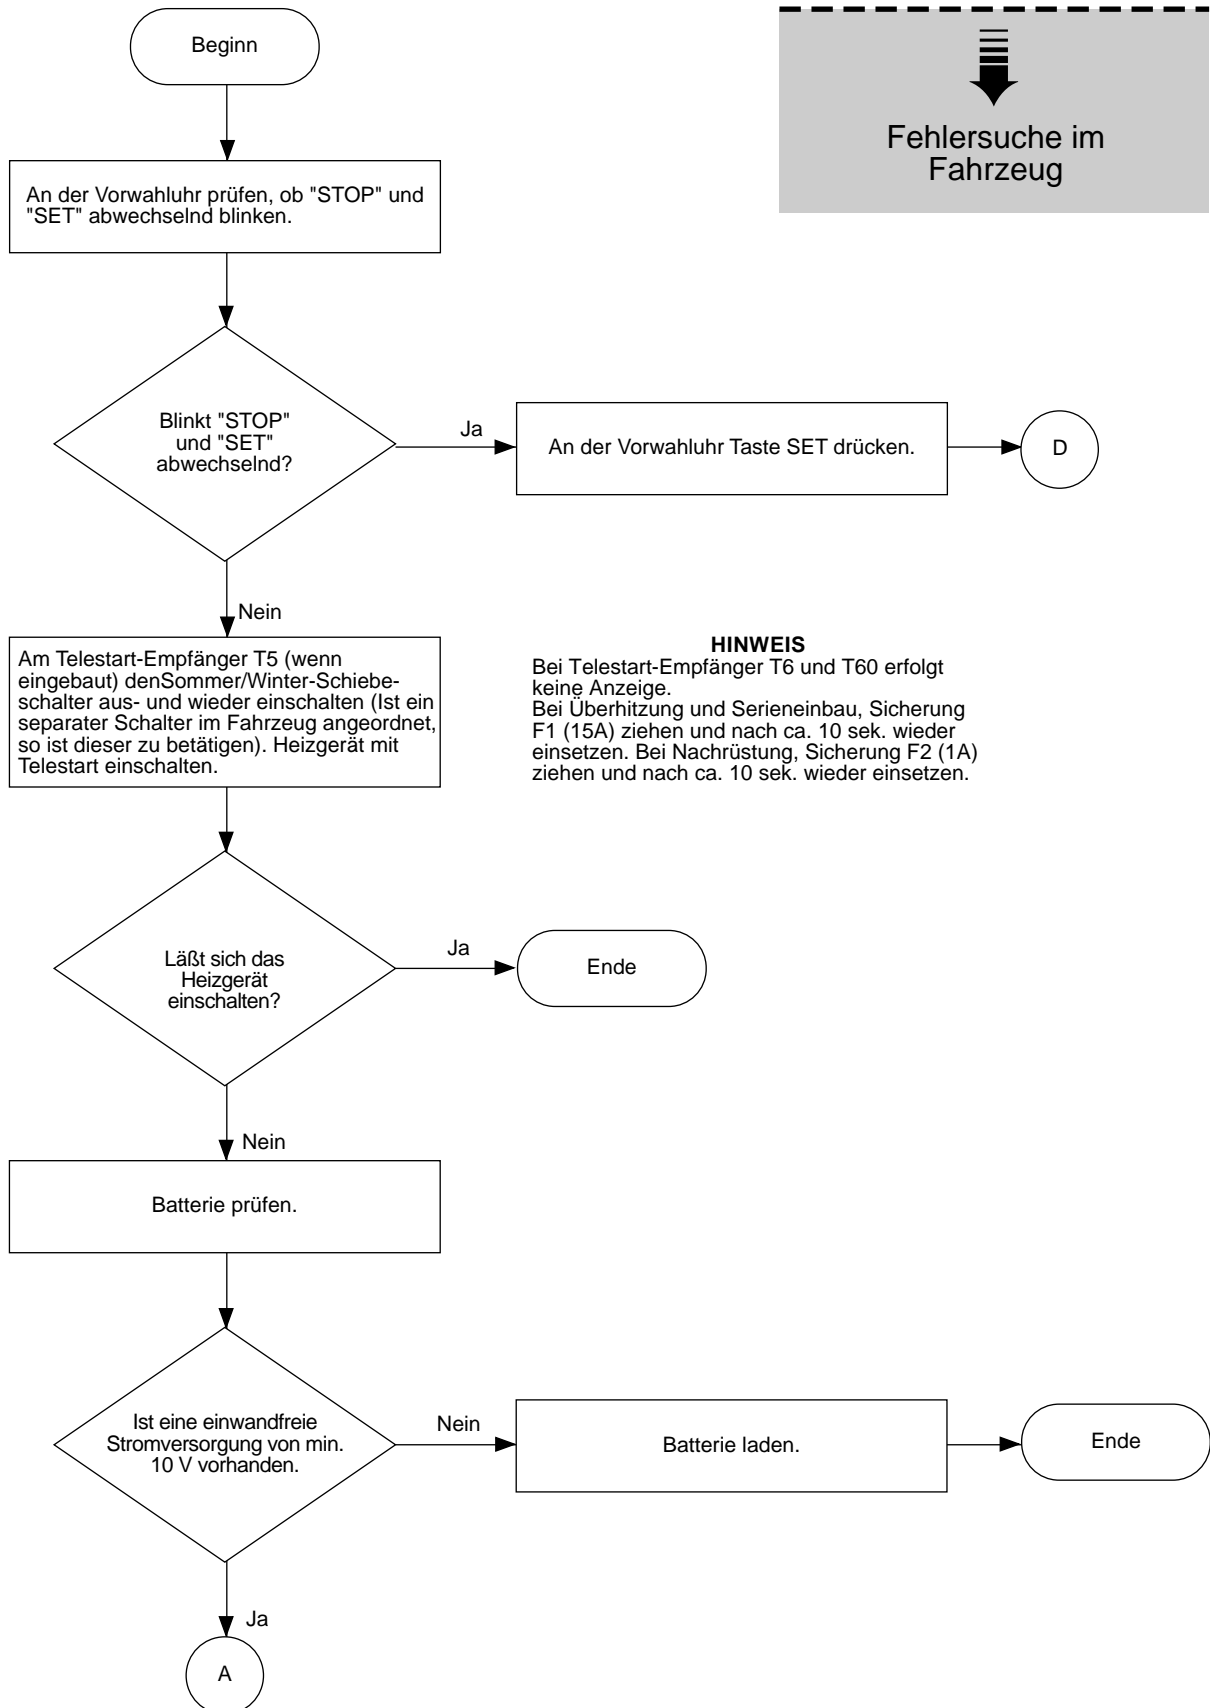 Beginn
Fehlersuche im
Fahrzeug
An der Vorwahluhr prüfen, ob "STOP" und
"SET" abwechselnd blinken.
Blinkt "STOP"
und "SET"
abwechselnd?
Ja
An der Vorwahluhr Taste SET drücken.
D
Nein
Am Telestart-Empfänger T5 (wenn
eingebaut) denSommer/Winter-Schiebe-
schalter aus- und wieder einschalten (Ist ein
separater Schalter im Fahrzeug angeordnet,
so ist dieser zu betätigen). Heizgerät mit
Telestart einschalten.
HINWEIS
Bei Telestart-Empfänger T6 und T60 erfolgt
keine Anzeige.
Bei Überhitzung und Serieneinbau, Sicherung
F1 (15A) ziehen und nach ca. 10 sek. wieder
einsetzen. Bei Nachrüstung, Sicherung F2 (1A)
ziehen und nach ca. 10 sek. wieder einsetzen.
Läßt sich das
Heizgerät
einschalten?
Ja
Ende
Nein
Batterie prüfen.
Ist eine einwandfreie
Stromversorgung von min.
10 V vorhanden.
Nein
Batterie laden.
Ende
Ja
A